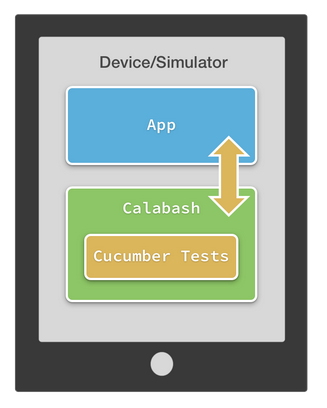 Device/Simulator
App
Calabash
Cucumber Tests